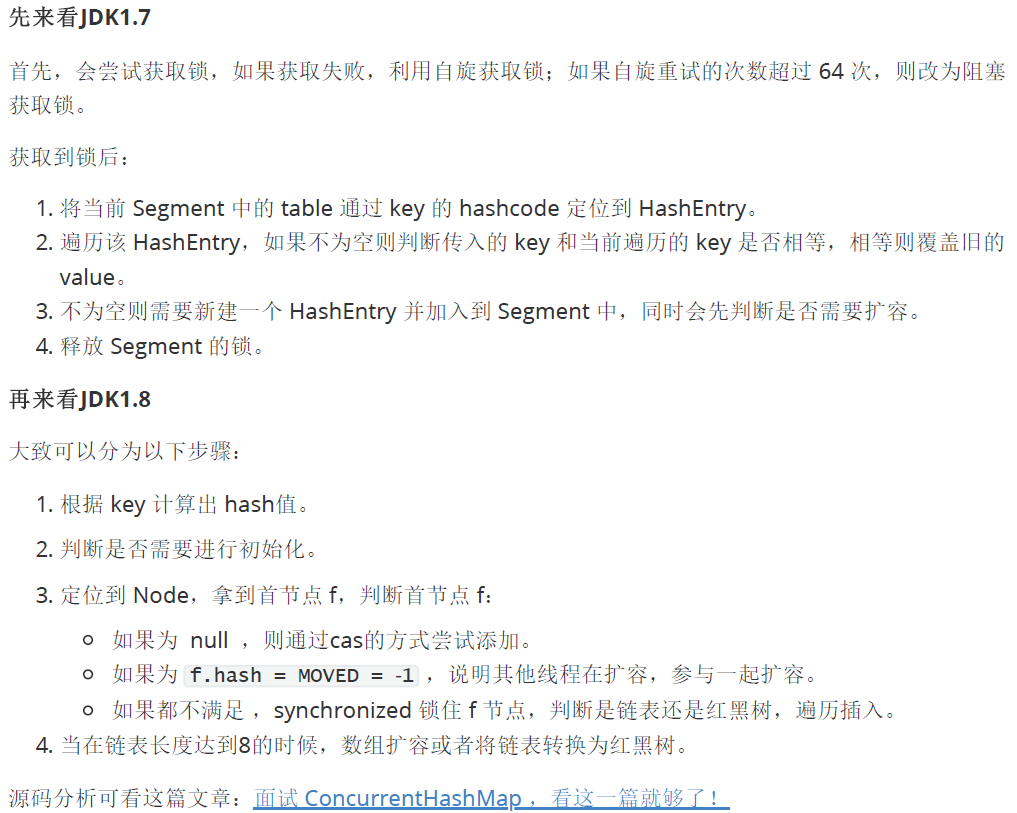 先来看JDK1.7
首先，会尝试获取锁，如果获取失败，利用自旋获取锁；如果自旋重试的次数超过 64 次，则改为阻塞
获取锁。
获取到锁后：
1. 将当前 Segment 中的 table 通过 key 的 hashcode 定位到 HashEntry。
2. 遍历该 HashEntry，如果不为空则判断传入的 key 和当前遍历的 key 是否相等，相等则覆盖旧的
value。
3. 不为空则需要新建一个 HashEntry 并加入到 Segment 中，同时会先判断是否需要扩容。
4. 释放 Segment 的锁。
再来看JDK1.8
大致可以分为以下步骤：
1. 根据 key 计算出 hash值。
2. 判断是否需要进行初始化。
3. 定位到 Node，拿到首节点 f，判断首节点 f：
○ 如果为 null ，则通过cas的方式尝试添加。
○ 如果为 f.hash = MOVED = -1 ，说明其他线程在扩容，参与一起扩容。
○ 如果都不满足 ，synchronized 锁住 f 节点，判断是链表还是红黑树，遍历插入。
4. 当在链表长度达到8的时候，数组扩容或者将链表转换为红黑树。
源码分析可看这篇文章：面试 ConcurrentHashMap ，看这一篇就够了！